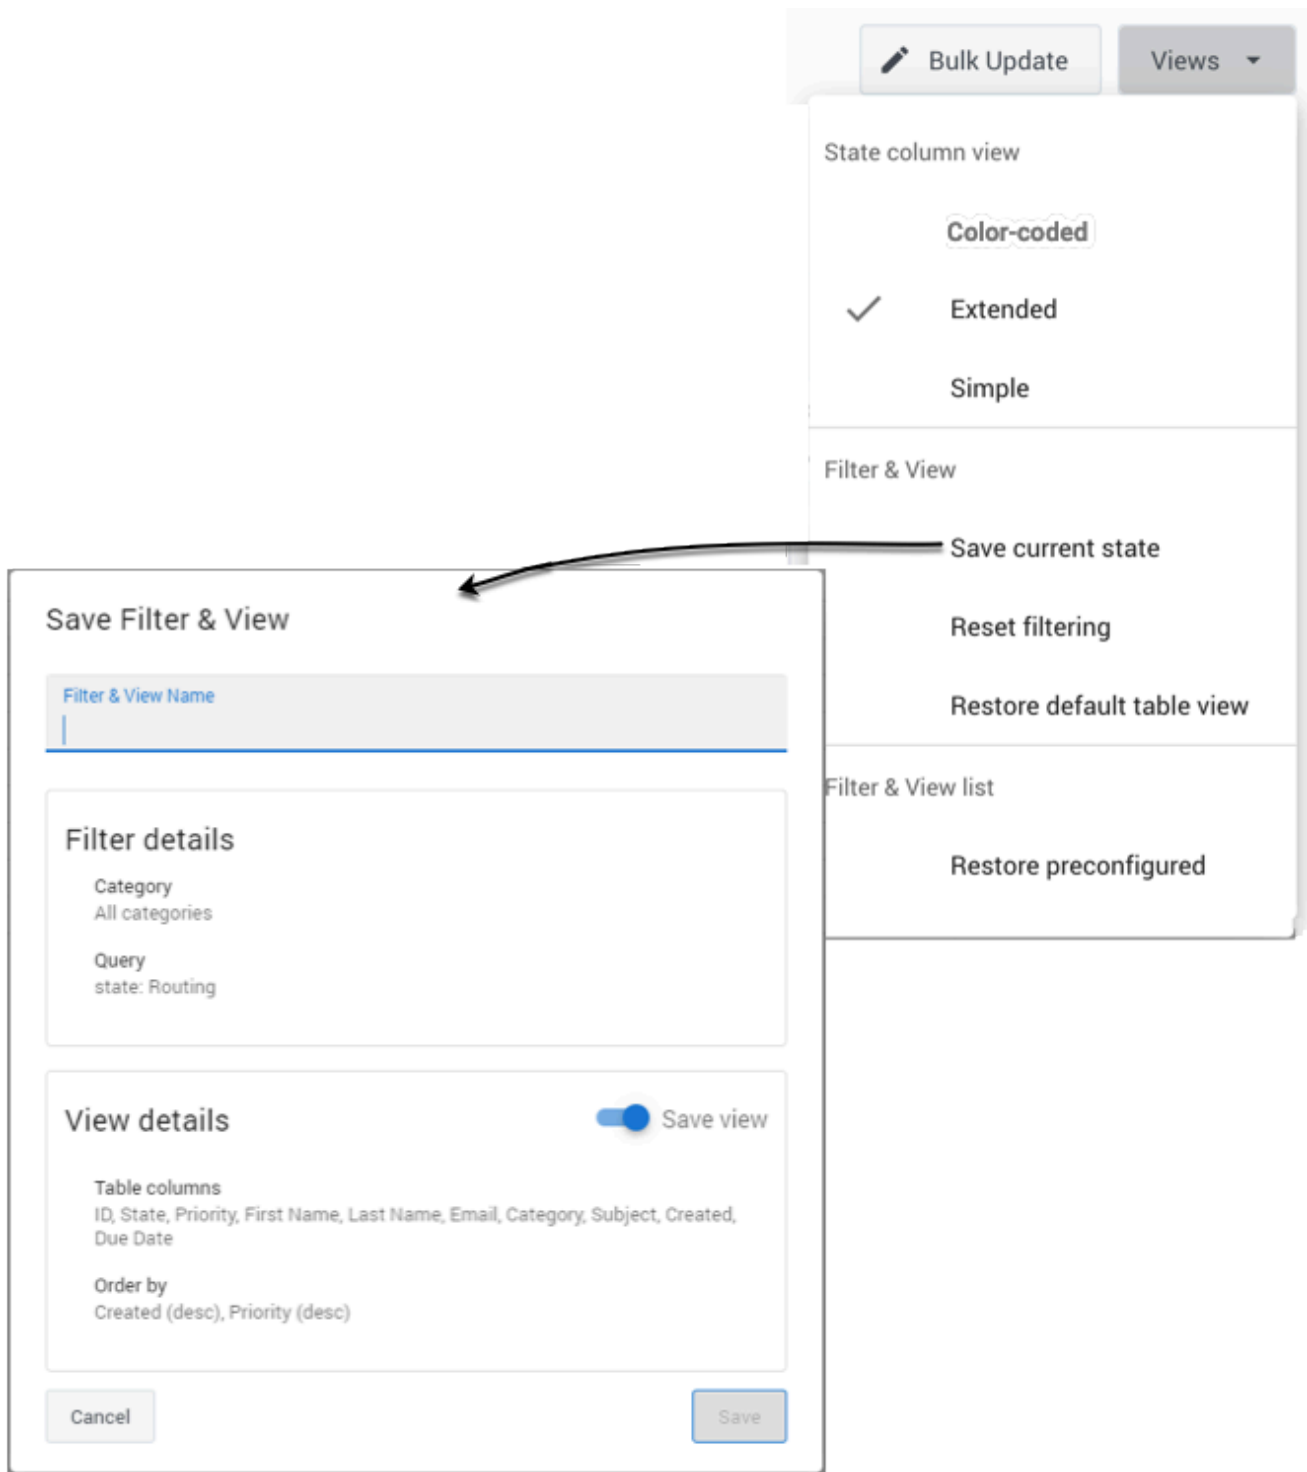 Bulk Update
Views
State column view
Color-coded
Extended
Simple
Filter & View
Save current state
Reset filtering
Restore default table view
Filter & View list
Restore preconfigured
Save Filter & View
Filter & View Name
Filter details
Category
All categories
Query
state: Routing
View details
Save view
Table columns
ID, State, Priority, First Name, Last Name, Email, Category, Subject, Created,
Due Date
Order by
Created (desc), Priority (desc)
Cancel
Save